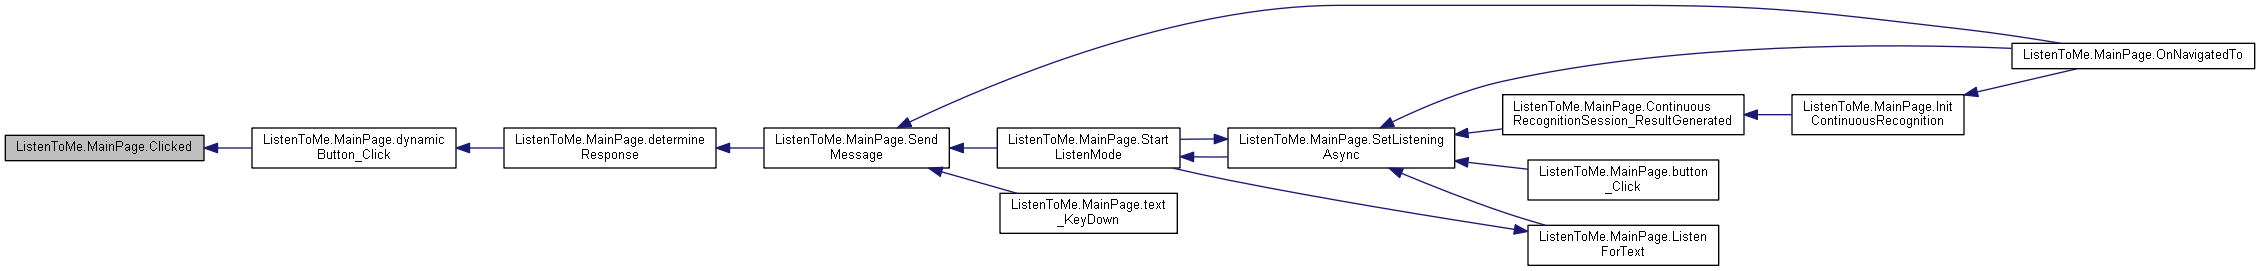 ListenToMe.MainPage.Clicked
ListenToMe.MainPage.dynamic
Button_Click
ListenToMe.MainPage.determine
Response
ListenToMe.MainPage.Send
Message
ListenToMe.MainPage.Start
ListenMode
ListenToMe.MainPage.text
_KeyDown
ListenToMe.MainPage.SetListening
Async
ListenToMe.MainPage.Continuous
RecognitionSession_ResultGenerated
ListenToMe.MainPage.button
_Click
ListenToMe.MainPage.Listen
ForText
ListenToMe.MainPage.Init
ContinuousRecognition
ListenToMe.MainPage.OnNavigatedTo